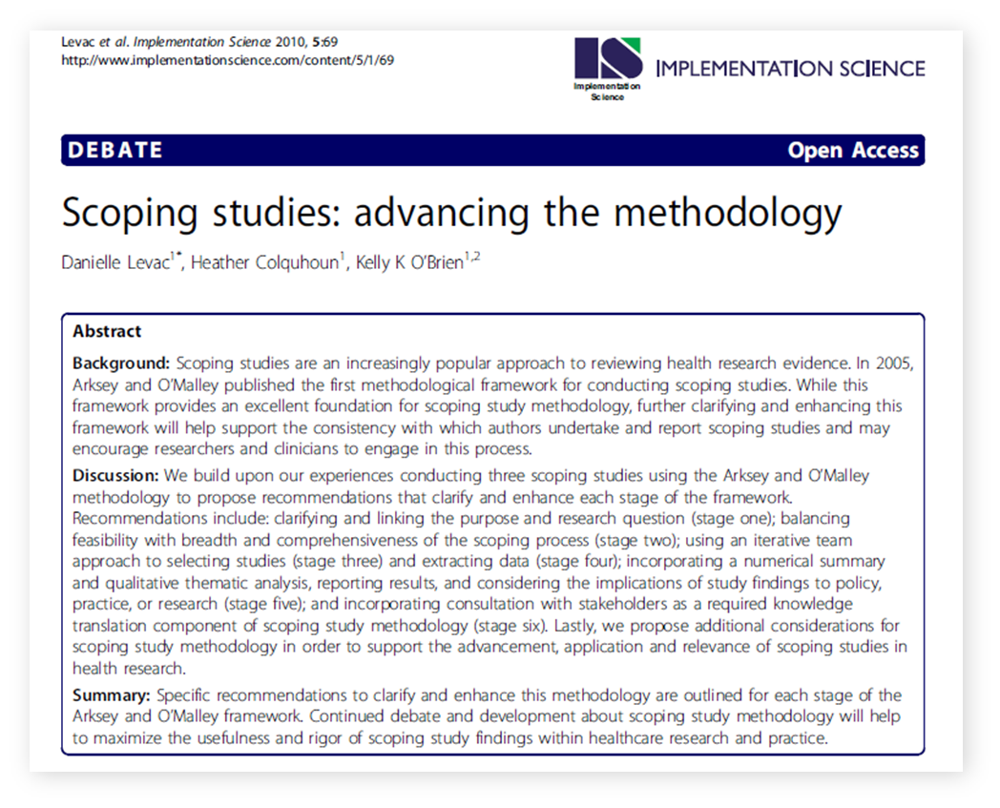 Levac et al. Implementation Science 2010, 5:69
http://www.implementationscience.com/content/5/1/69
IS
Implementation
Science
IMPLEMENTATION SCIENCE
DEBATE
Open Access
Scoping studies: advancing the methodology
Danielle Levac1*, Heather Colquhoun1, Kelly K O'Brien1,2
Abstract
Background: Scoping studies are an increasingly popular approach to reviewing health research evidence. In 2005,
Arksey and O'Malley published the first methodological framework for conducting scoping studies. While this
framework provides an excellent foundation for scoping study methodology, further clarifying and enhancing this
framework will help support the consistency with which authors undertake and report scoping studies and may
encourage researchers and clinicians to engage in this process.
Discussion: We build upon our experiences conducting three scoping studies using the Arksey and O'Malley
methodology to propose recommendations that clarify and enhance each stage of the framework.
Recommendations include: clarifying and linking the purpose and research question (stage one); balancing
feasibility with breadth and comprehensiveness of the scoping process (stage two); using an iterative team
approach to selecting studies (stage three) and extracting data (stage four); incorporating a numerical summary
and qualitative thematic analysis, reporting results, and considering the implications of study findings to policy,
practice, or research (stage five); and incorporating consultation with stakeholders as a required knowledge
translation component of scoping study methodology (stage six). Lastly, we propose additional considerations for
scoping study methodology in order to support the advancement, application and relevance of scoping studies in
health research.
Summary: Specific recommendations to clarify and enhance this methodology are outlined for each stage of the
Arksey and O'Malley framework. Continued debate and development about scoping study methodology will help
to maximize the usefulness and rigor of scoping study findings within healthcare research and practice.